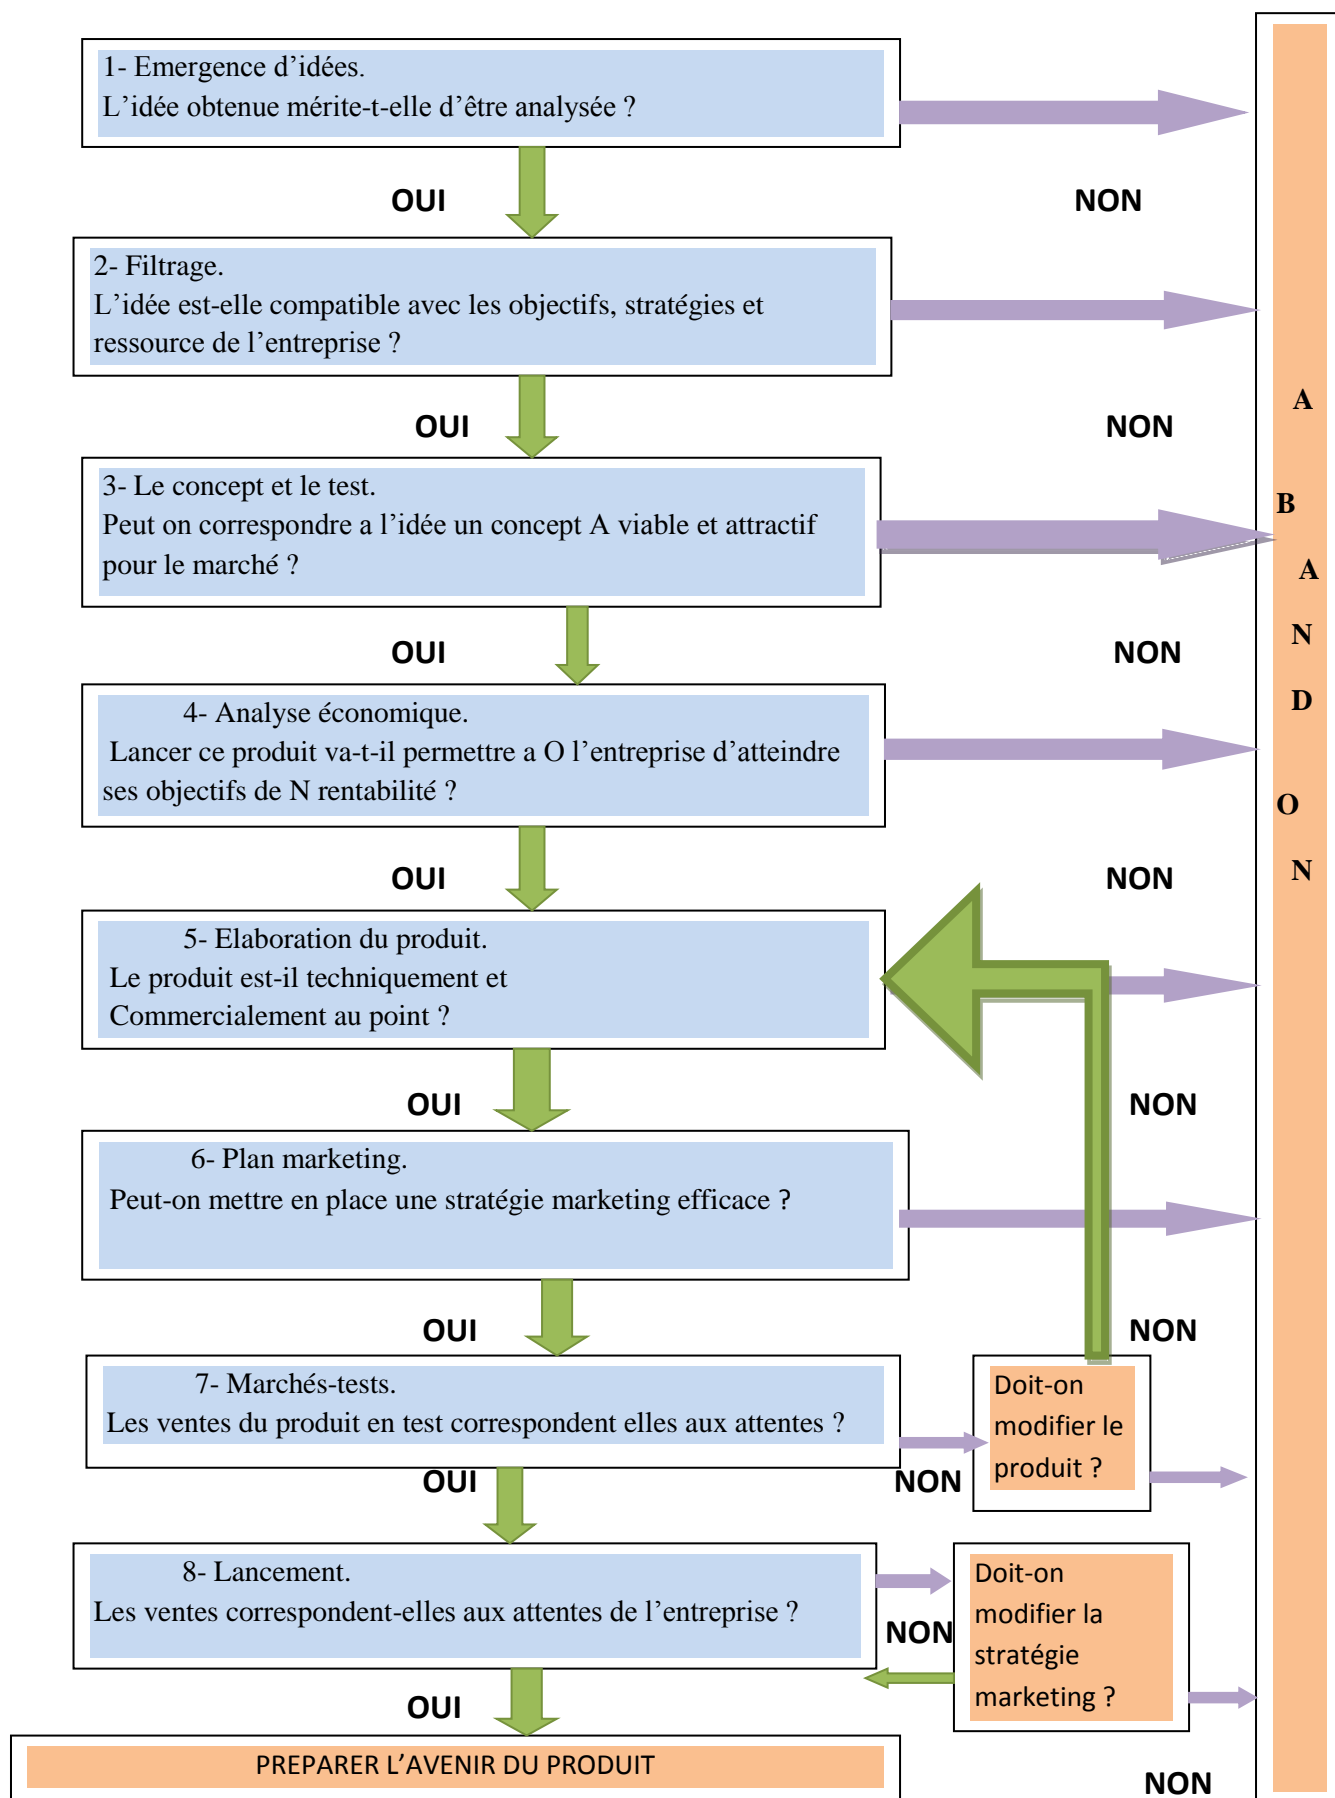 1- Emergence d’idées.
L’idée obtenue mérite-t-elle d’être analysée ?
OUI
NON
2- Filtrage.
L’idée est-elle compatible avec les objectifs, stratégies et
ressource de l’entreprise ?
OUI
NON
3- Le concept et le test.
Peut on correspondre a l’idée un concept A viable et attractif
pour le marché ?
OUI
NON
4- Analyse économique.
Lancer ce produit va-t-il permettre a O l’entreprise d’atteindre
ses objectifs de N rentabilité ?
OUI
NON
5- Elaboration du produit.
Le produit est-il techniquement et
Commercialement au point ?
OUI
NON
6- Plan marketing.
Peut-on mettre en place une stratégie marketing efficace ?
OUI
NON
7- Marchés-tests.
Les ventes du produit en test correspondent elles aux attentes ?
OUI
NON
Doit-on
modifier le
produit ?
8- Lancement.
Les ventes correspondent-elles aux attentes de l’entreprise ?
NON
Doit-on
modifier la
stratégie
marketing ?
OUI
NON
PREPARER L’AVENIR DU PRODUIT
A
B
A
N
D
O
N